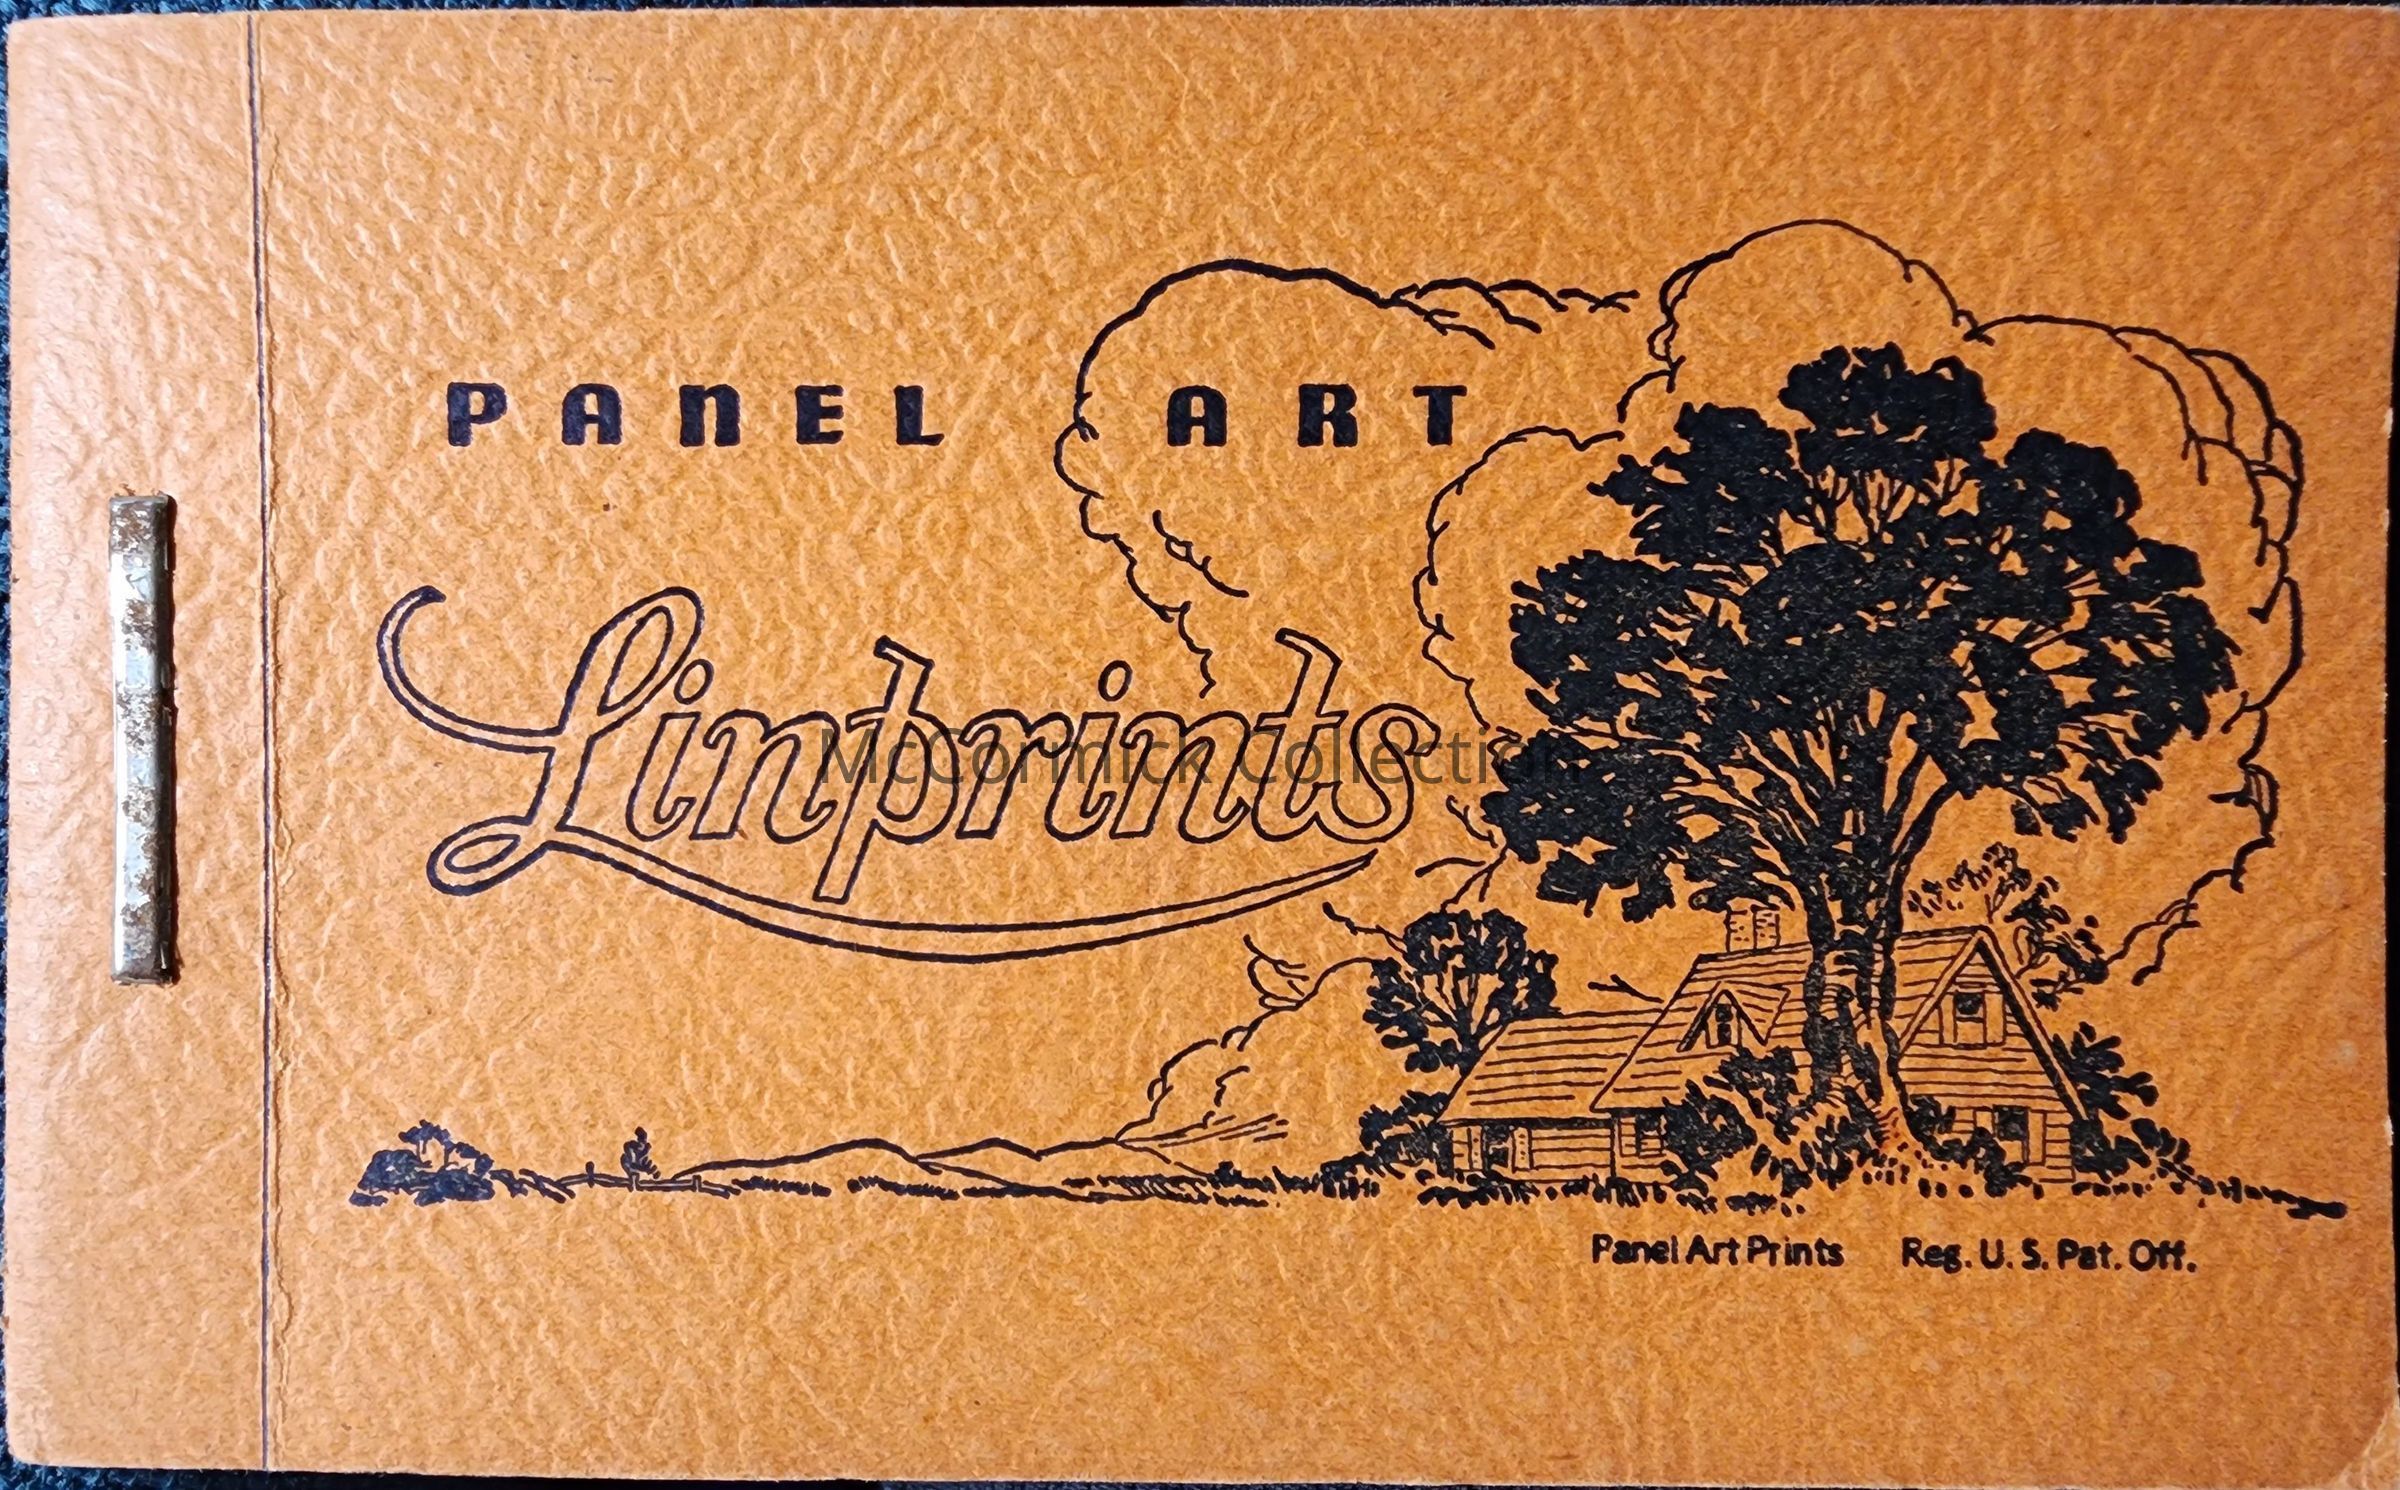 PANEL ART
Linprints
McCormick Collection
Panel Art Prints Reg. U. S. Pat. Off.